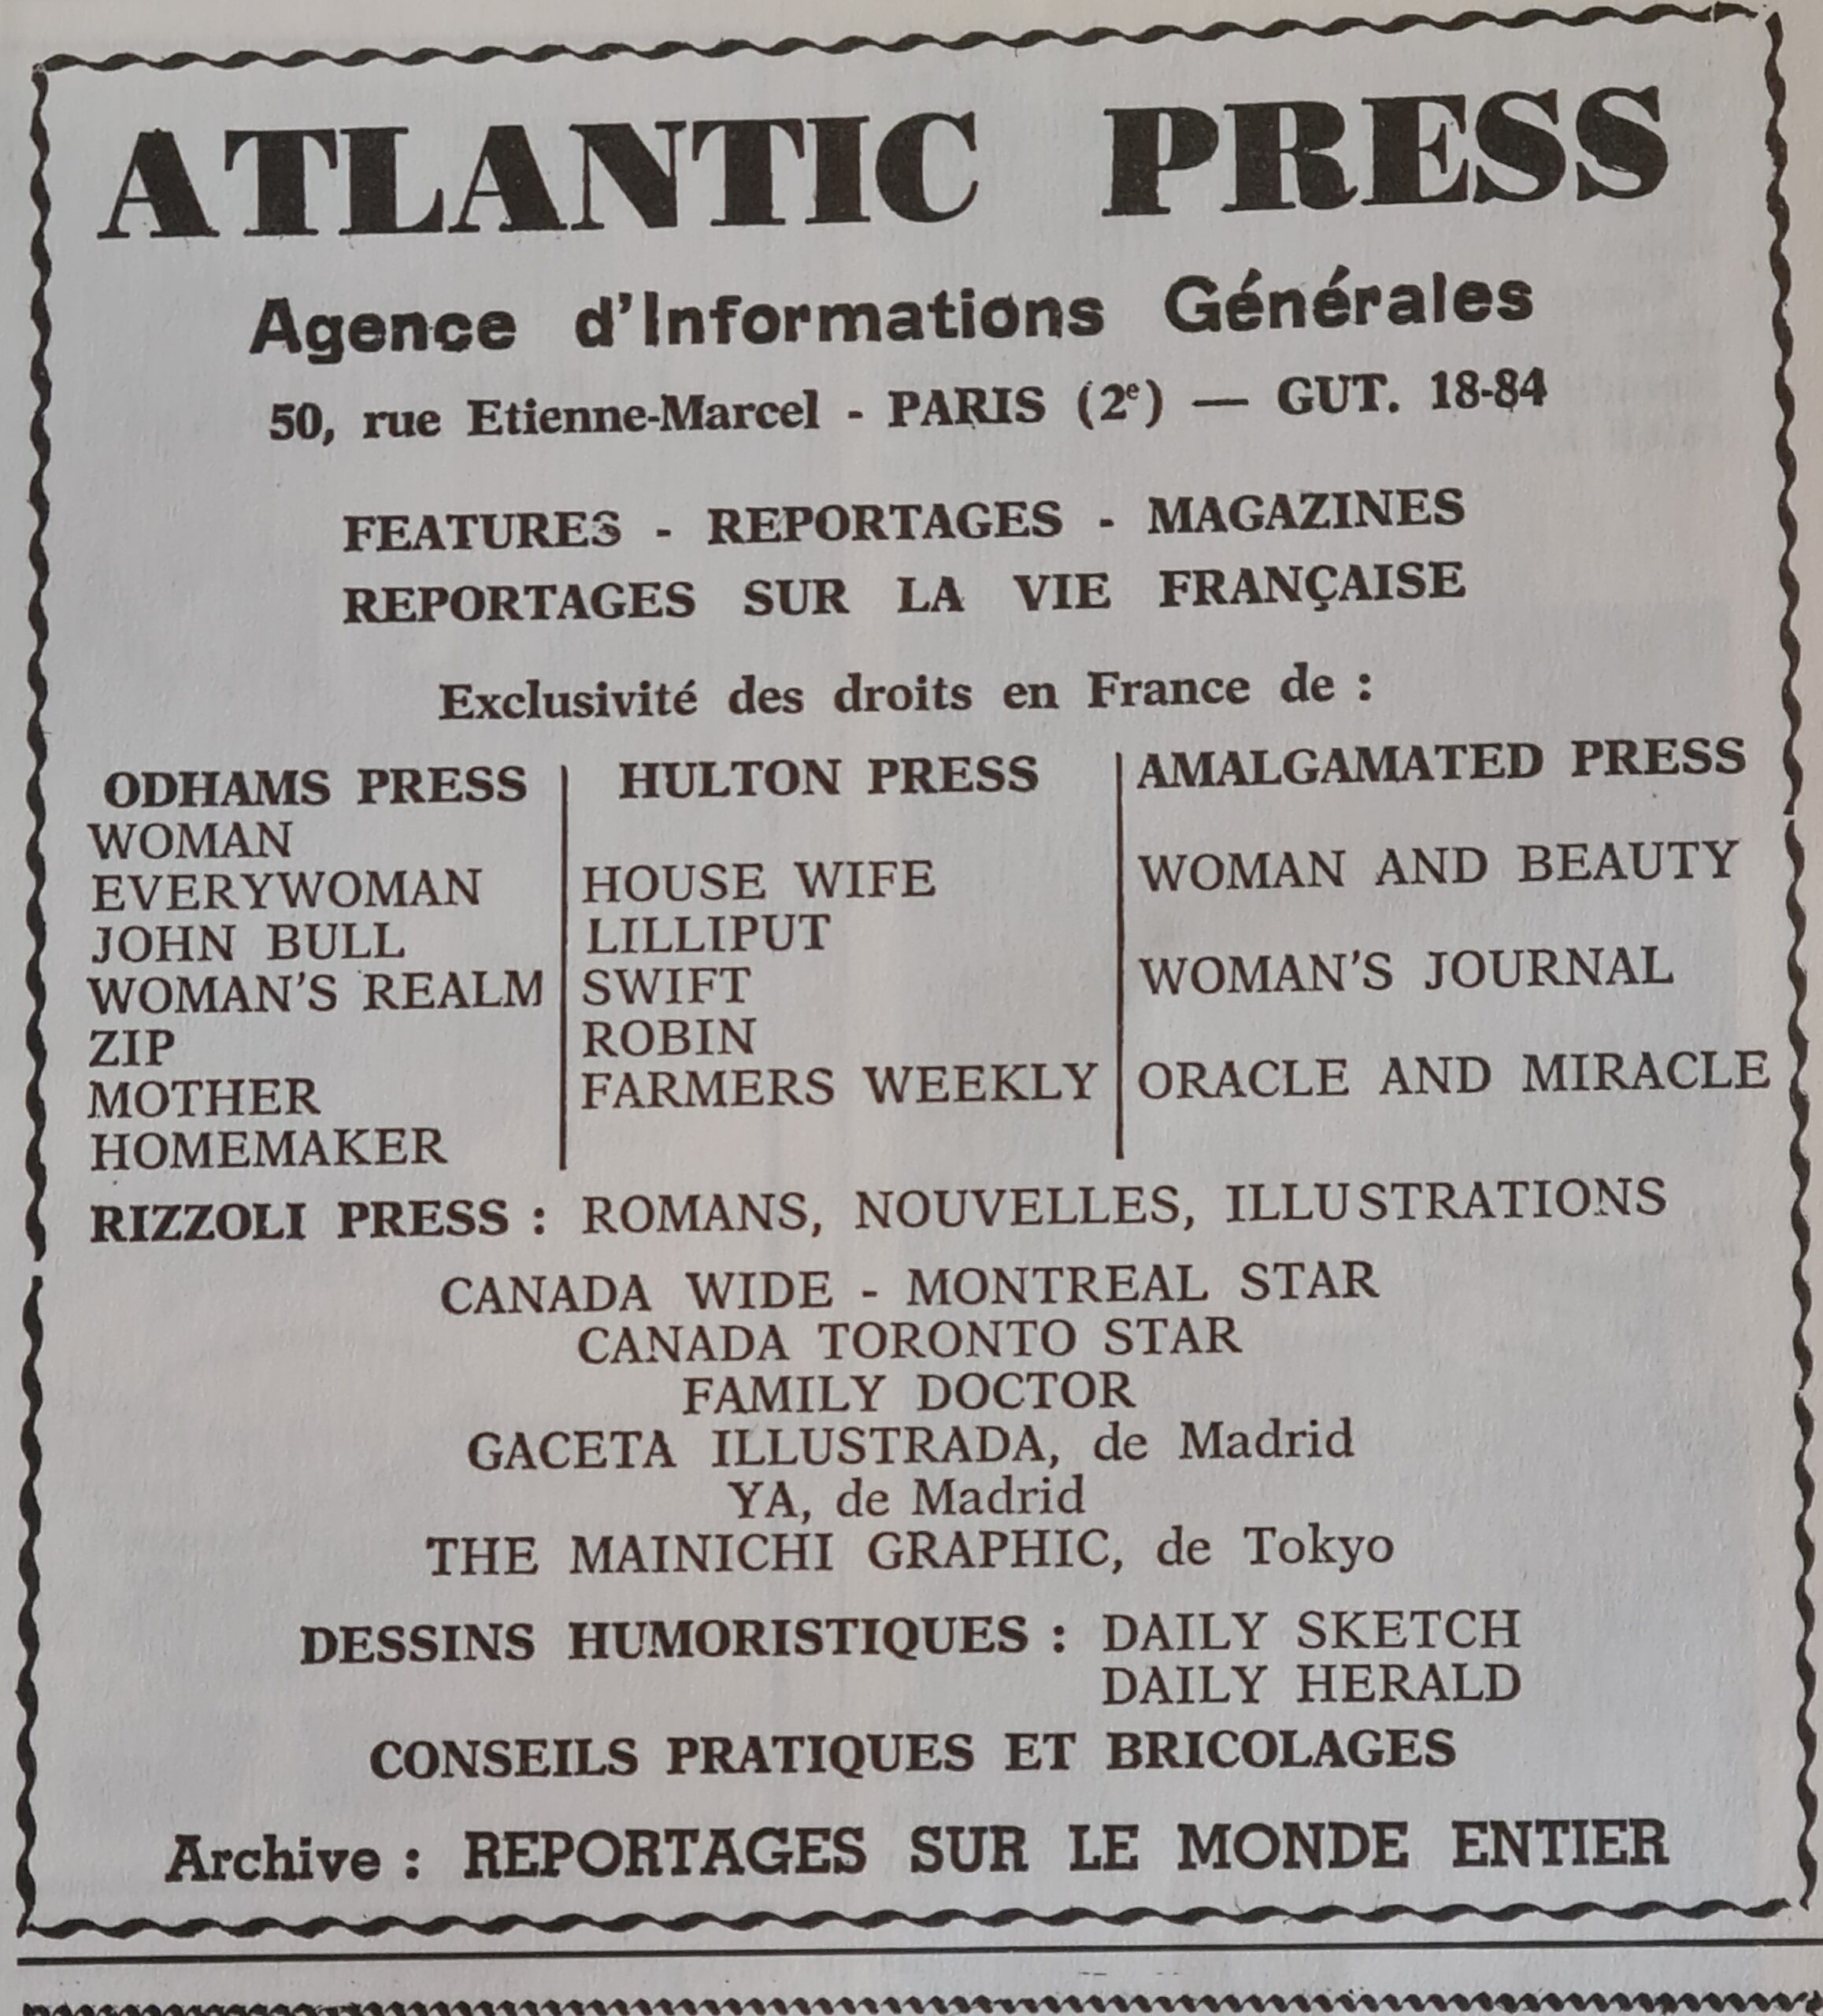 ATLANTIC PRESS
Agence d'Informations Générales
50, rue Etienne-Marcel - PARIS (2e) — GUT. 18-84
FEATURES - REPORTAGES - MAGAZINES
REPORTAGES SUR LA VIE FRANÇAISE
Exclusivité des droits en France de :
ODHAMS PRESS
WOMAN
EVERYWOMAN
JOHN BULL
WOMAN'S REALM
ZIP
MOTHER
HOMEMAKER
HULTON PRESS
HOUSE WIFE
LILLIPUT
SWIFT
ROBIN
FARMERS WEEKLY
AMALGAMATED PRESS
WOMAN AND BEAUTY
WOMAN'S JOURNAL
ORACLE AND MIRACLE
RIZZOLI PRESS : ROMANS, NOUVELLES, ILLUSTRATIONS
CANADA WIDE - MONTREAL STAR
CANADA TORONTO STAR
FAMILY DOCTOR
GACETA ILLUSTRADA, de Madrid
YA, de Madrid
THE MAINICHI GRAPHIC, de Tokyo
DESSINS HUMORISTIQUES : DAILY SKETCH
DAILY HERALD
CONSEILS PRATIQUES ET BRICOLAGES
Archive : REPORTAGES SUR LE MONDE ENTIER